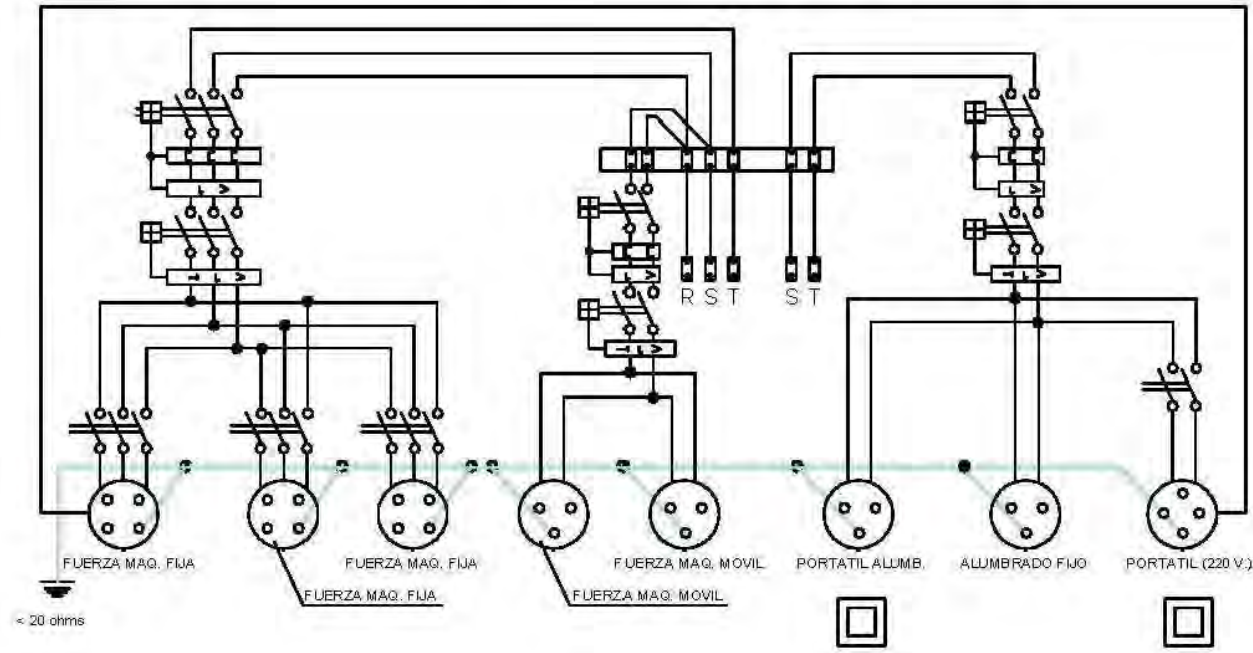 R S T S T
FUERZA MAQ. FIJA
FUERZA MAQ. FIJA
FUERZA MAQ. MOVIL
PORTATIL ALUMB.
ALUMBRADO FIJO
PORTATIL (220 V.)
FUERZA MAQ. FIJA
FUERZA MAQ. MOVIL
< 20 ohms